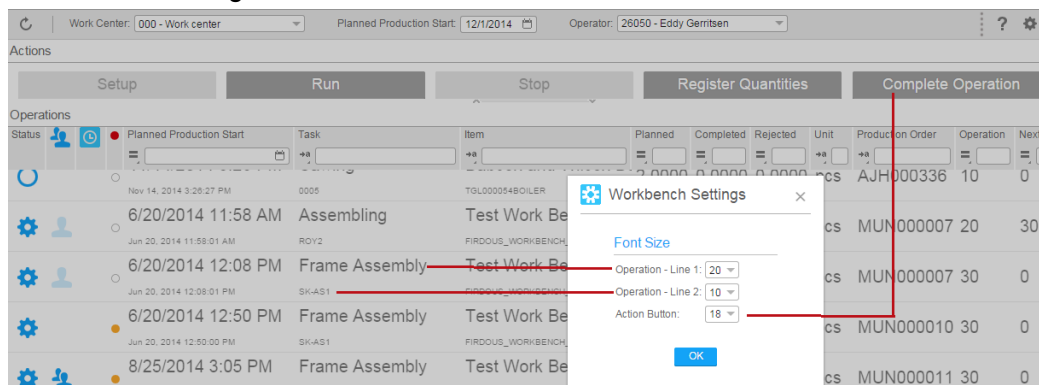 Work Center: 000 - Work center Planned Production Start: 12/1/2014 Operator: 26050 - Eddy Gerritsen ?
Actions
Setup Run Stop Register Quantities Complete Operation
Operations
Status Planned Production Start Task Item Planned Completed Rejected Unit Production Order Operation Next
pcs AJH000336 10 0
Nov 14, 2014 3:26:27 PM 0005 TGL000054BOILER
Workbench Settings ×
6/20/2014 11:58 AM Assembling Test Work Be cs MUN000007 20 30
Jun 20, 2014 11:58:01 AM ROY2 FIRDOUS_WORKBENCH_
Font Size
6/20/2014 12:08 PM Frame Assembly Test Work Be cs MUN000007 30 0
Operation - Line 1: 20
Jun 20, 2014 12:08:01 PM SK-AS1 FIRDOUS_WORKBENCH_
Operation - Line 2: 10
6/20/2014 12:50 PM Frame Assembly Test Work Be cs MUN000010 30 0
Action Button: 18
Jun 20, 2014 12:50:00 PM SK-AS1 FIRDOUS_WORKBENCH_
OK
8/25/2014 3:05 PM Frame Assembly Test Work Be cs MUN000011 30 0